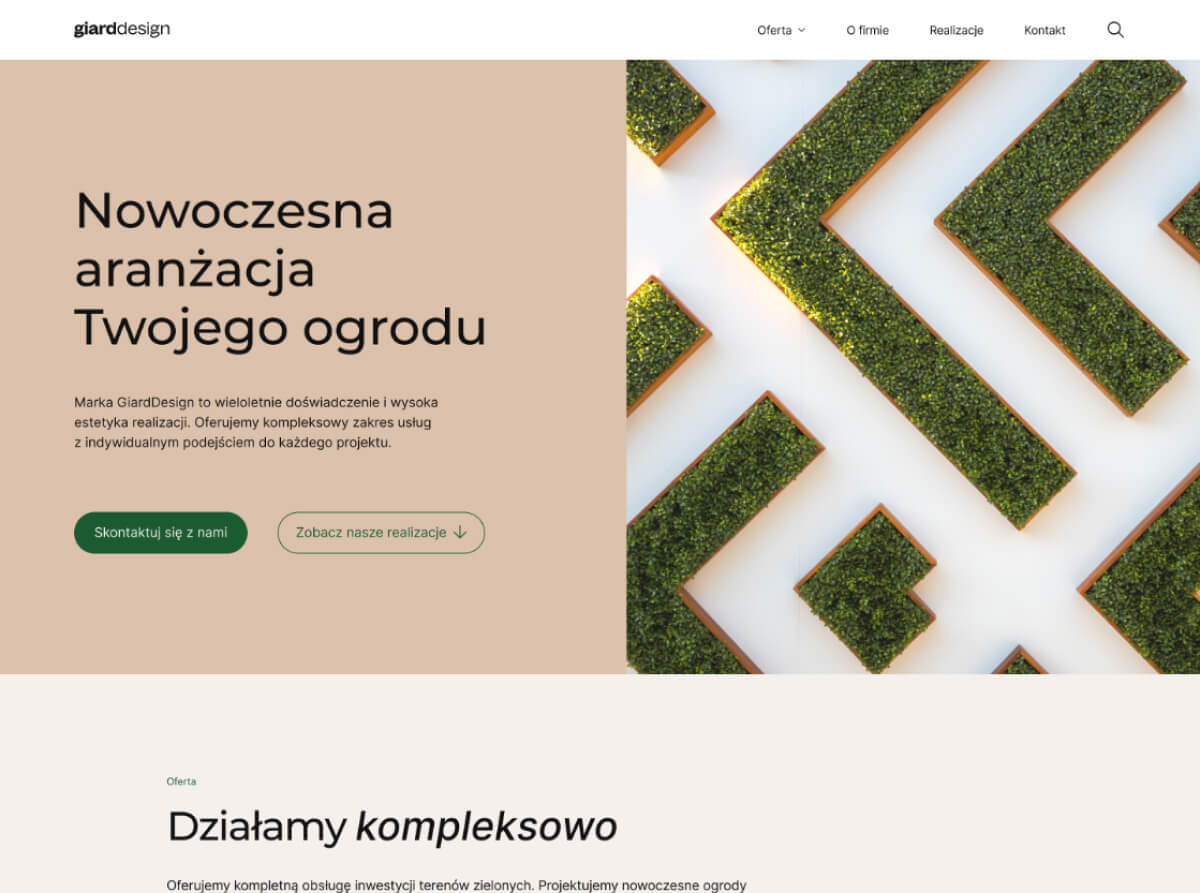 giarddesign
Oferta
O firmie
Realizacje
Kontakt
Nowoczesna
aranżacja
Twojego ogrodu
Marka GiardDesign to wieloletnie doświadczenie i wysoka
estetyka realizacji. Oferujemy kompleksowy zakres usług
z indywidualnym podejściem do każdego projektu.
Skontaktuj się z nami
Zobacz nasze realizacje
Oferta
Działamy kompleksowo
Oferujemy kompletną obsługę inwestycji terenów zielonych. Projektujemy nowoczesne ogrody